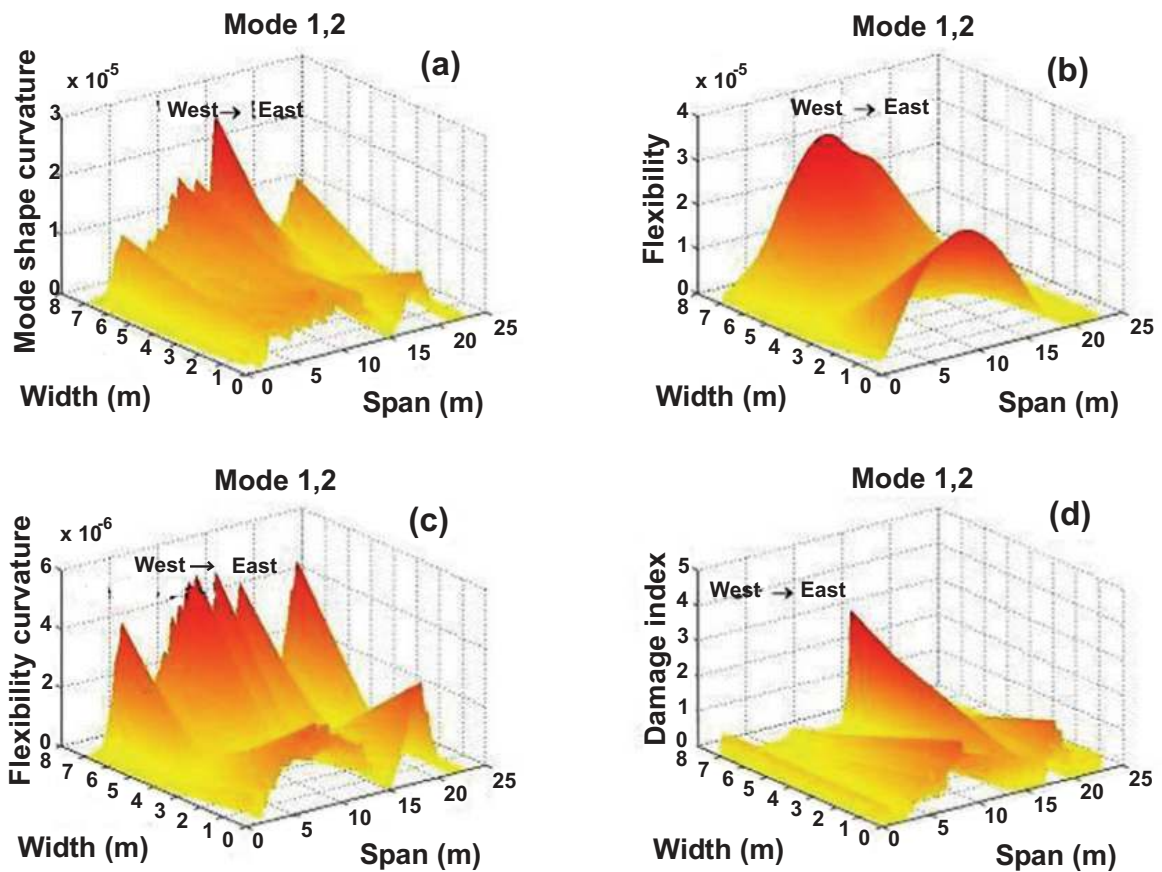 Mode 1,2
(a)
x 10^-5
West → East
Mode shape curvature
3
2
1
0
8
7
6
5
4
3
2
1
0
0
5
10
15
20
25
Width (m)
Span (m)
Mode 1,2
(b)
x 10^-5
West → East
Flexibility
4
3
2
1
0
8
7
6
5
4
3
2
1
0
0
5
10
15
20
25
Width (m)
Span (m)
Mode 1,2
(c)
x 10^-6
West → East
Flexibility curvature
6
4
2
0
8
7
6
5
4
3
2
1
0
0
5
10
15
20
25
Width (m)
Span (m)
Mode 1,2
(d)
West → East
Damage index
5
4
3
2
1
0
8
7
6
5
4
3
2
1
0
0
5
10
15
20
25
Width (m)
Span (m)